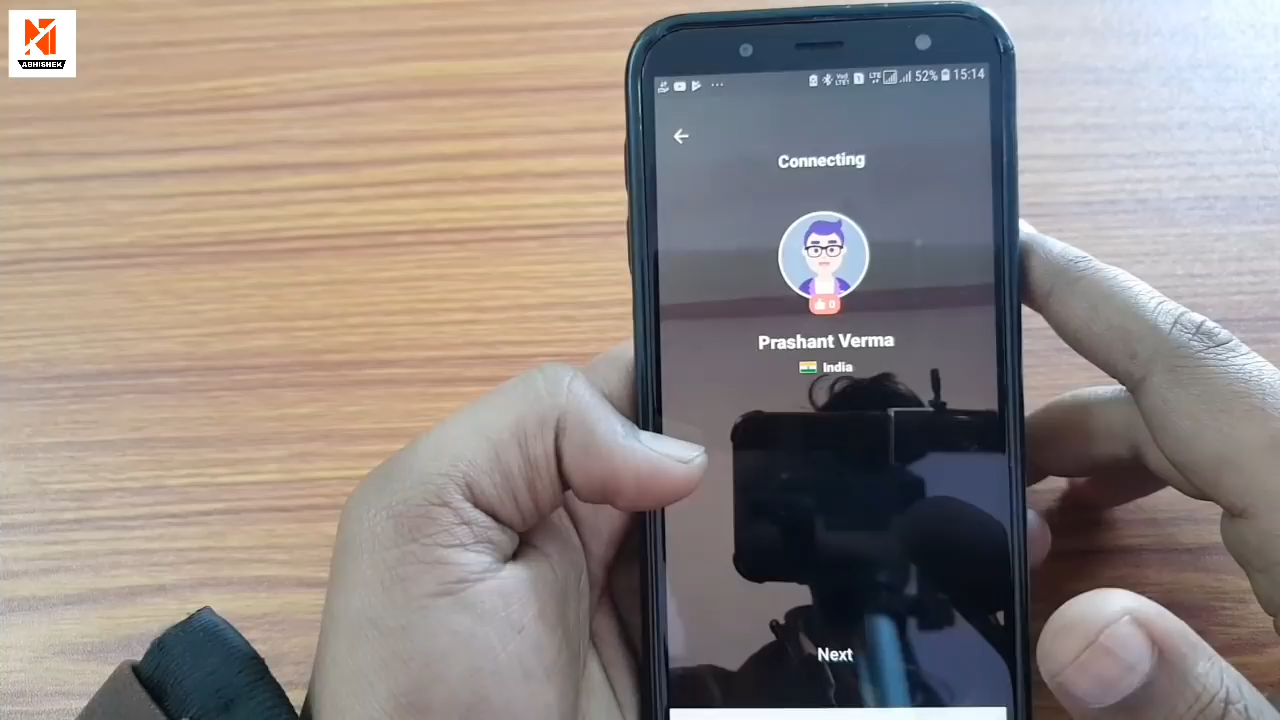 ABHISHEK
52% 15:14
Connecting
0
Prashant Verma
India
Next